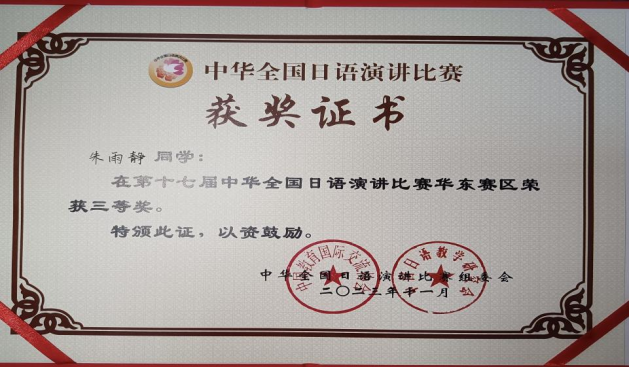 中华全国日语演讲比赛
获奖证书
朱雨静 同学：
在第十七届中华全国日语演讲比赛华东赛区荣
获三等奖。
特颁此证，以资鼓励。
中华全国日语演讲比赛组委会
二〇二三年十一月